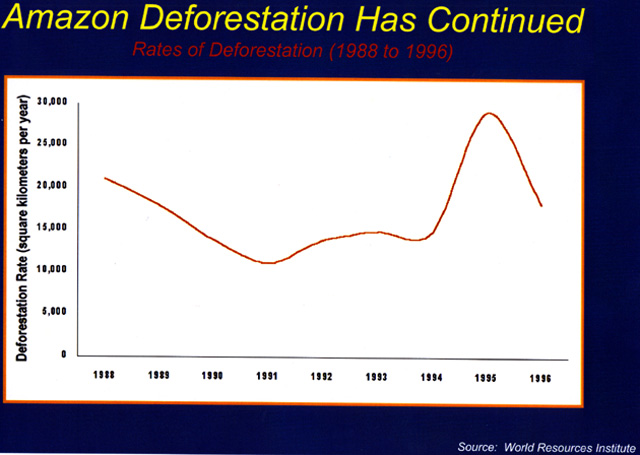 Amazon Deforestation Has Continued
Rates of Deforestation (1988 to 1996)
Deforestation Rate (square kilometers per year)
30,000
25,000
20,000
15,000
10,000
5,000
0
1988 1989 1990 1991 1992 1993 1994 1995 1996
Source: World Resources Institute